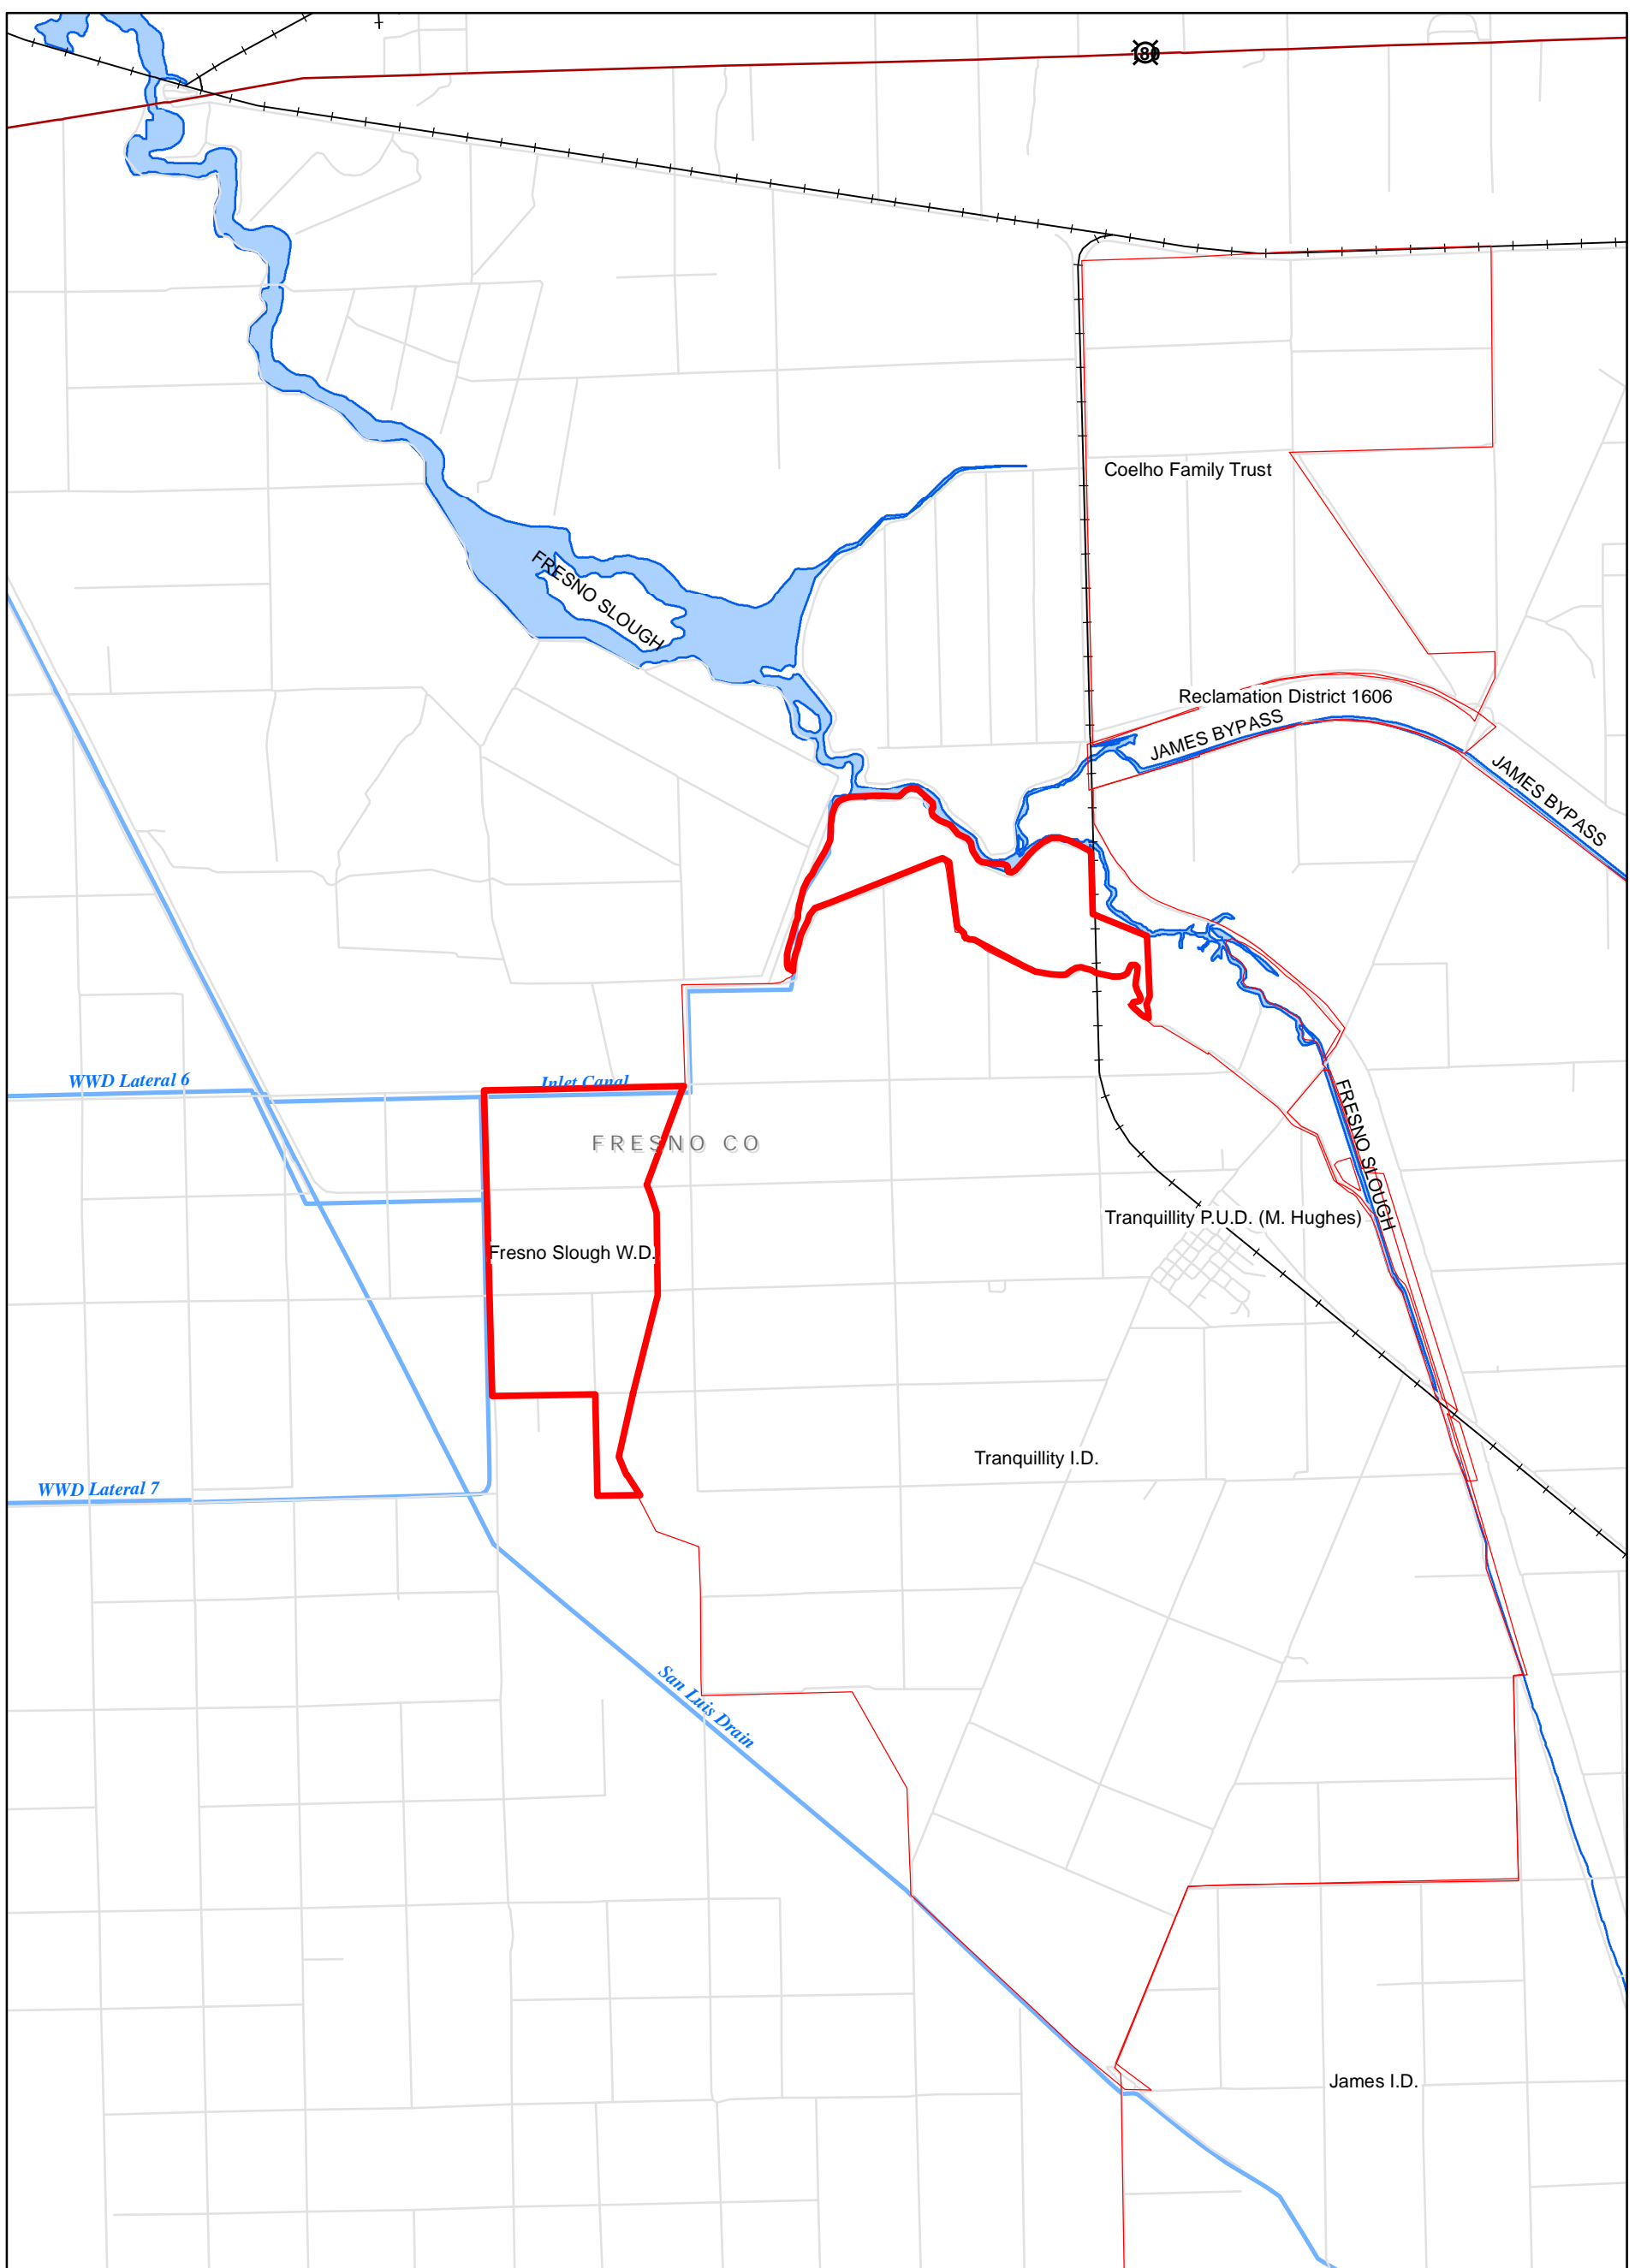 180
Coelho Family Trust
FRESNO SLOUGH
Reclamation District 1606
JAMES BYPASS
JAMES BYPASS
WWD Lateral 6
Inlet Canal
FRESNO CO
FRESNO SLOUGH
Tranquillity P.U.D. (M. Hughes)
Fresno Slough W.D.
Tranquillity I.D.
WWD Lateral 7
San Luis Drain
James I.D.